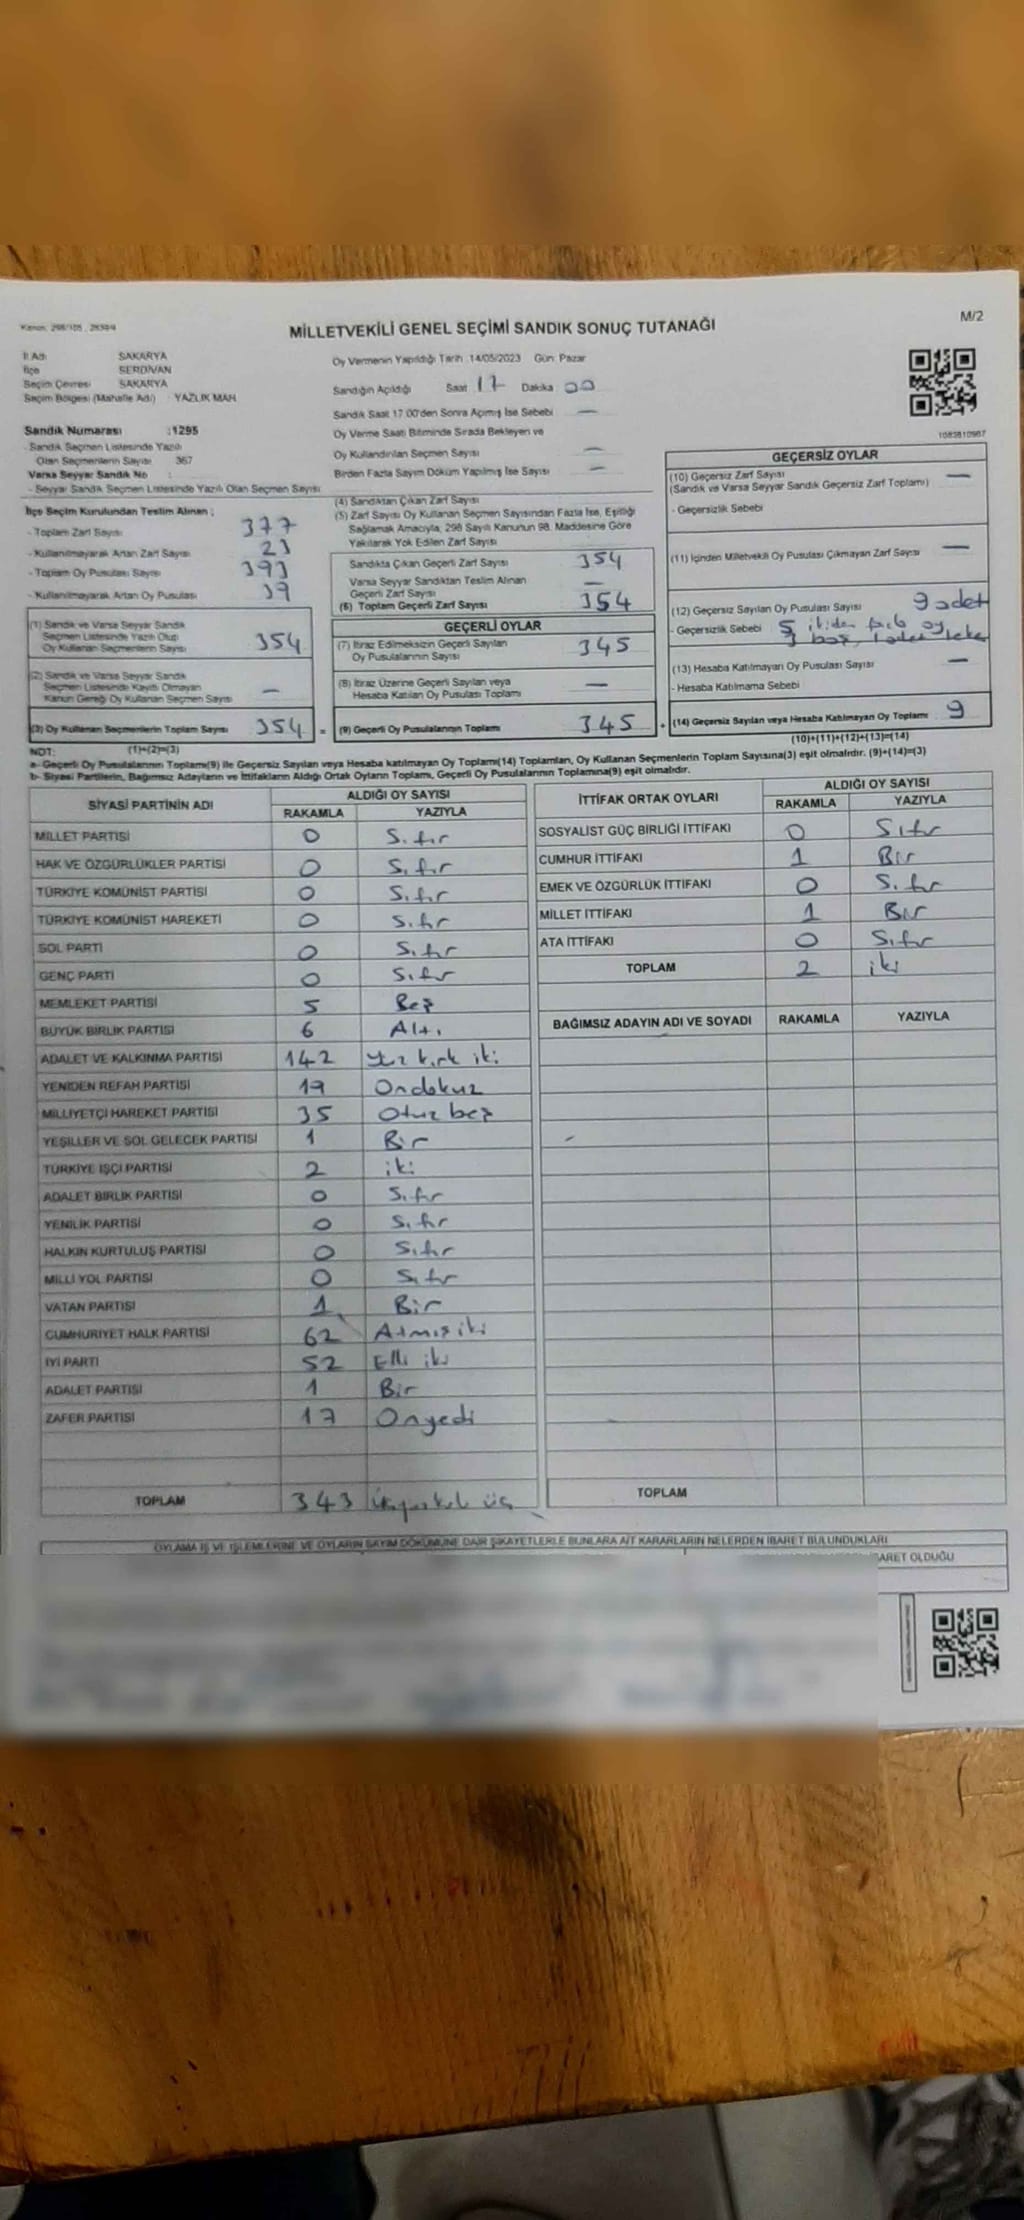 Kanun: 298/105, 2839/4
MİLLETVEKİLİ GENEL SEÇİMİ SANDIK SONUÇ TUTANAĞI
M/2
İl Adı SAKARYA
İlçe SERDİVAN
Seçim Çevresi SAKARYA
Seçim Bölgesi (Mahalle Adı) YAZLIK MAH.
Oy Vermenin Yapıldığı Tarih :14/05/2023 Gün: Pazar
Sandığın Açıldığı Saat 17 Dakika 00
Sandık Saat 17.00'den Sonra Açılmış İse Sebebi —
Oy Verme Saati Bitiminde Sırada Bekleyen ve
Oy Kullandırılan Seçmen Sayısı —
Birden Fazla Sayım Döküm Yapılmış İse Sayısı —
Sandık Numarası :1295
- Sandık Seçmen Listesinde Yazılı
Olan Seçmenlerin Sayısı 367
Varsa Seyyar Sandık No :
- Seyyar Sandık Seçmen Listesinde Yazılı Olan Seçmen Sayısı
İlçe Seçim Kurulundan Teslim Alınan ;
- Toplam Zarf Sayısı 377
- Kullanılmayarak Artan Zarf Sayısı 23
- Toplam Oy Pusulası Sayısı 393
- Kullanılmayarak Artan Oy Pusulası 39
(1) Sandık ve Varsa Seyyar Sandık
Seçmen Listesinde Yazılı Olup
Oy Kullanan Seçmenlerin Sayısı 354
(2) Sandık ve Varsa Seyyar Sandık
Seçmen Listesinde Kayıtlı Olmayan
Kanun Gereği Oy Kullanan Seçmen Sayısı —
(3) Oy Kullanan Seçmenlerin Toplam Sayısı 354 =
(4) Sandıktan Çıkan Zarf Sayısı
(5) Zarf Sayısı Oy Kullanan Seçmen Sayısından Fazla İse, Eşitliği
Sağlamak Amacıyla, 298 Sayılı Kanunun 98. Maddesine Göre
Yakılarak Yok Edilen Zarf Sayısı
Sandıkta Çıkan Geçerli Zarf Sayısı 354
Varsa Seyyar Sandıktan Teslim Alınan
Geçerli Zarf Sayısı —
(6) Toplam Geçerli Zarf Sayısı 354
GEÇERLİ OYLAR
(7) İtiraz Edilmeksizin Geçerli Sayılan
Oy Pusulalarının Sayısı 345
(8) İtiraz Üzerine Geçerli Sayılan veya
Hesaba Katılan Oy Pusulası Toplamı —
(9) Geçerli Oy Pusulalarının Toplamı 345 +
1083810987
GEÇERSİZ OYLAR
(10) Geçersiz Zarf Sayısı —
(Sandık ve Varsa Seyyar Sandık Geçersiz Zarf Toplamı)
- Geçersizlik Sebebi
(11) İçinden Milletvekili Oy Pusulası Çıkmayan Zarf Sayısı —
(12) Geçersiz Sayılan Oy Pusulası Sayısı 9 adet
- Geçersizlik Sebebi 5 ikiden fazla oy
3 boş, 1 adet leke
(13) Hesaba Katılmayan Oy Pusulası Sayısı —
- Hesaba Katılmama Sebebi
(14) Geçersiz Sayılan veya Hesaba Katılmayan Oy Toplamı 9
(10)+(11)+(12)+(13)=(14)
NOT: (1)+(2)=(3)
a- Geçerli Oy Pusulalarının Toplamı(9) ile Geçersiz Sayılan veya Hesaba Katılmayan Oy Toplamı(14) Toplamları, Oy Kullanan Seçmenlerin Toplam Sayısına(3) eşit olmalıdır. (9)+(14)=(3)
b- Siyasi Partilerin, Bağımsız Adayların ve İttifakların Aldığı Ortak Oyların Toplamı, Geçerli Oy Pusulalarının Toplamına(9) eşit olmalıdır.
SİYASİ PARTİNİN ADI ALDIĞI OY SAYISI
RAKAMLA YAZIYLA
MİLLET PARTİSİ 0 Sıfır
HAK VE ÖZGÜRLÜKLER PARTİSİ 0 Sıfır
TÜRKİYE KOMÜNİST PARTİSİ 0 Sıfır
TÜRKİYE KOMÜNİST HAREKETİ 0 Sıfır
SOL PARTİ 0 Sıfır
GENÇ PARTİ 0 Sıfır
MEMLEKET PARTİSİ 5 Beş
BÜYÜK BİRLİK PARTİSİ 6 Altı
ADALET VE KALKINMA PARTİSİ 142 Yüz kırk iki
YENİDEN REFAH PARTİSİ 19 Ondokuz
MİLLİYETÇİ HAREKET PARTİSİ 35 Otuz beş
YEŞİLLER VE SOL GELECEK PARTİSİ 1 Bir
TÜRKİYE İŞÇİ PARTİSİ 2 iki
ADALET BİRLİK PARTİSİ 0 Sıfır
YENİLİK PARTİSİ 0 Sıfır
HALKIN KURTULUŞ PARTİSİ 0 Sıfır
MİLLİ YOL PARTİSİ 0 Sıfır
VATAN PARTİSİ 1 Bir
CUMHURİYET HALK PARTİSİ 62 Atmış iki
İYİ PARTİ 52 Elli iki
ADALET PARTİSİ 1 Bir
ZAFER PARTİSİ 17 Onyedi
TOPLAM 343 üç
İTTİFAK ORTAK OYLARI ALDIĞI OY SAYISI
RAKAMLA YAZIYLA
SOSYALİST GÜÇ BİRLİĞİ İTTİFAKI 0 Sıfır
CUMHUR İTTİFAKI 1 Bir
EMEK VE ÖZGÜRLÜK İTTİFAKI 0 Sıfır
MİLLET İTTİFAKI 1 Bir
ATA İTTİFAKI 0 Sıfır
TOPLAM 2 iki
BAĞIMSIZ ADAYIN ADI VE SOYADI RAKAMLA YAZIYLA
TOPLAM
OYLAMA İŞ VE İŞLEMLERİNE VE OYLARIN SAYIM DÖKÜMÜNE DAİR ŞİKAYETLERLE BUNLARA AİT KARARLARIN NELERDEN İBARET BULUNDUKLARI
İBARET OLDUĞU